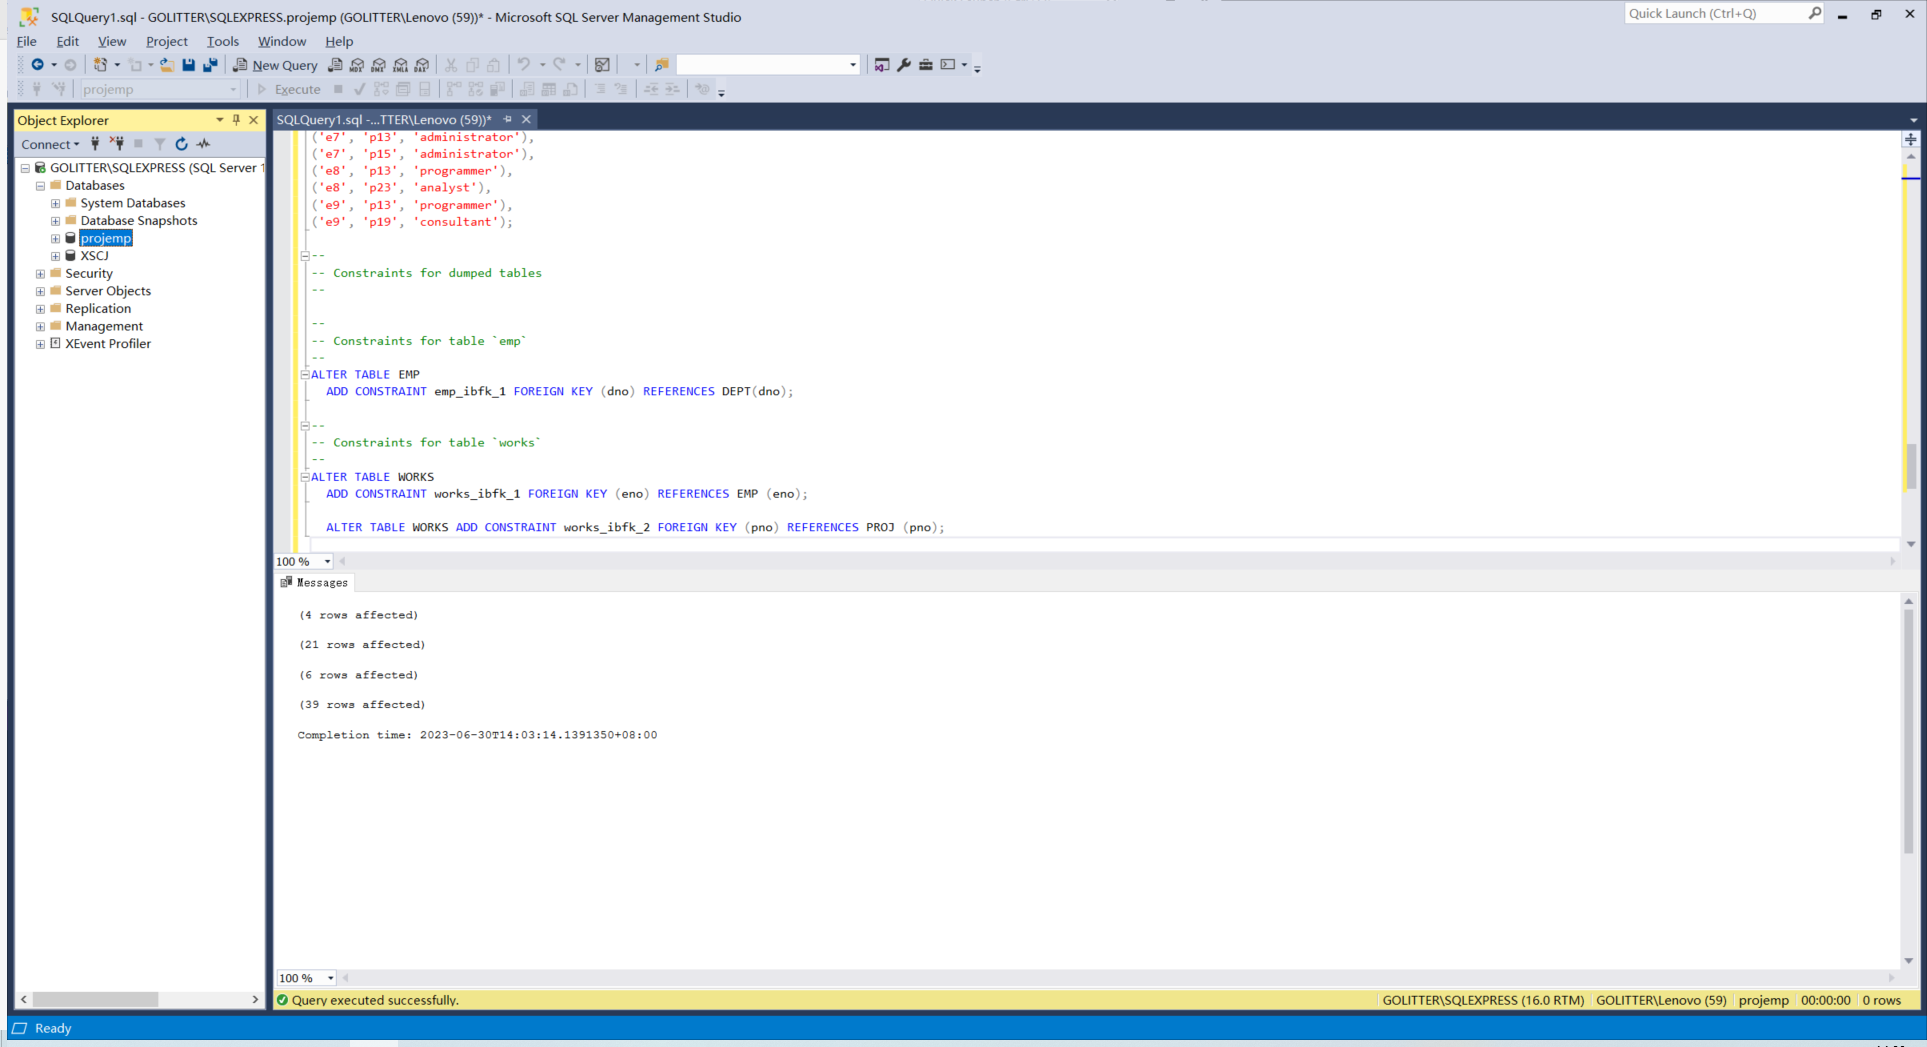 SQLQuery1.sql - GOLITTER\SQLEXPRESS.projemp (GOLITTER\Lenovo (59))* - Microsoft SQL Server Management Studio
Quick Launch (Ctrl+Q)
File Edit View Project Tools Window Help
New Query
projemp
Execute
Object Explorer
Connect
GOLITTER\SQLEXPRESS (SQL Server 1
Databases
System Databases
Database Snapshots
projemp
XSCJ
Security
Server Objects
Replication
Management
XEvent Profiler
SQLQuery1.sql -...TTER\Lenovo (59))*
('e7', 'p13', 'administrator'),
('e7', 'p15', 'administrator'),
('e8', 'p13', 'programmer'),
('e8', 'p23', 'analyst'),
('e9', 'p13', 'programmer'),
('e9', 'p19', 'consultant');
--
-- Constraints for dumped tables
--
--
-- Constraints for table `emp`
--
ALTER TABLE EMP
ADD CONSTRAINT emp_ibfk_1 FOREIGN KEY (dno) REFERENCES DEPT(dno);
--
-- Constraints for table `works`
--
ALTER TABLE WORKS
ADD CONSTRAINT works_ibfk_1 FOREIGN KEY (eno) REFERENCES EMP (eno);
ALTER TABLE WORKS ADD CONSTRAINT works_ibfk_2 FOREIGN KEY (pno) REFERENCES PROJ (pno);
100 %
Messages
(4 rows affected)
(21 rows affected)
(6 rows affected)
(39 rows affected)
Completion time: 2023-06-30T14:03:14.1391350+08:00
100 %
Query executed successfully.
GOLITTER\SQLEXPRESS (16.0 RTM) GOLITTER\Lenovo (59) projemp 00:00:00 0 rows
Ready